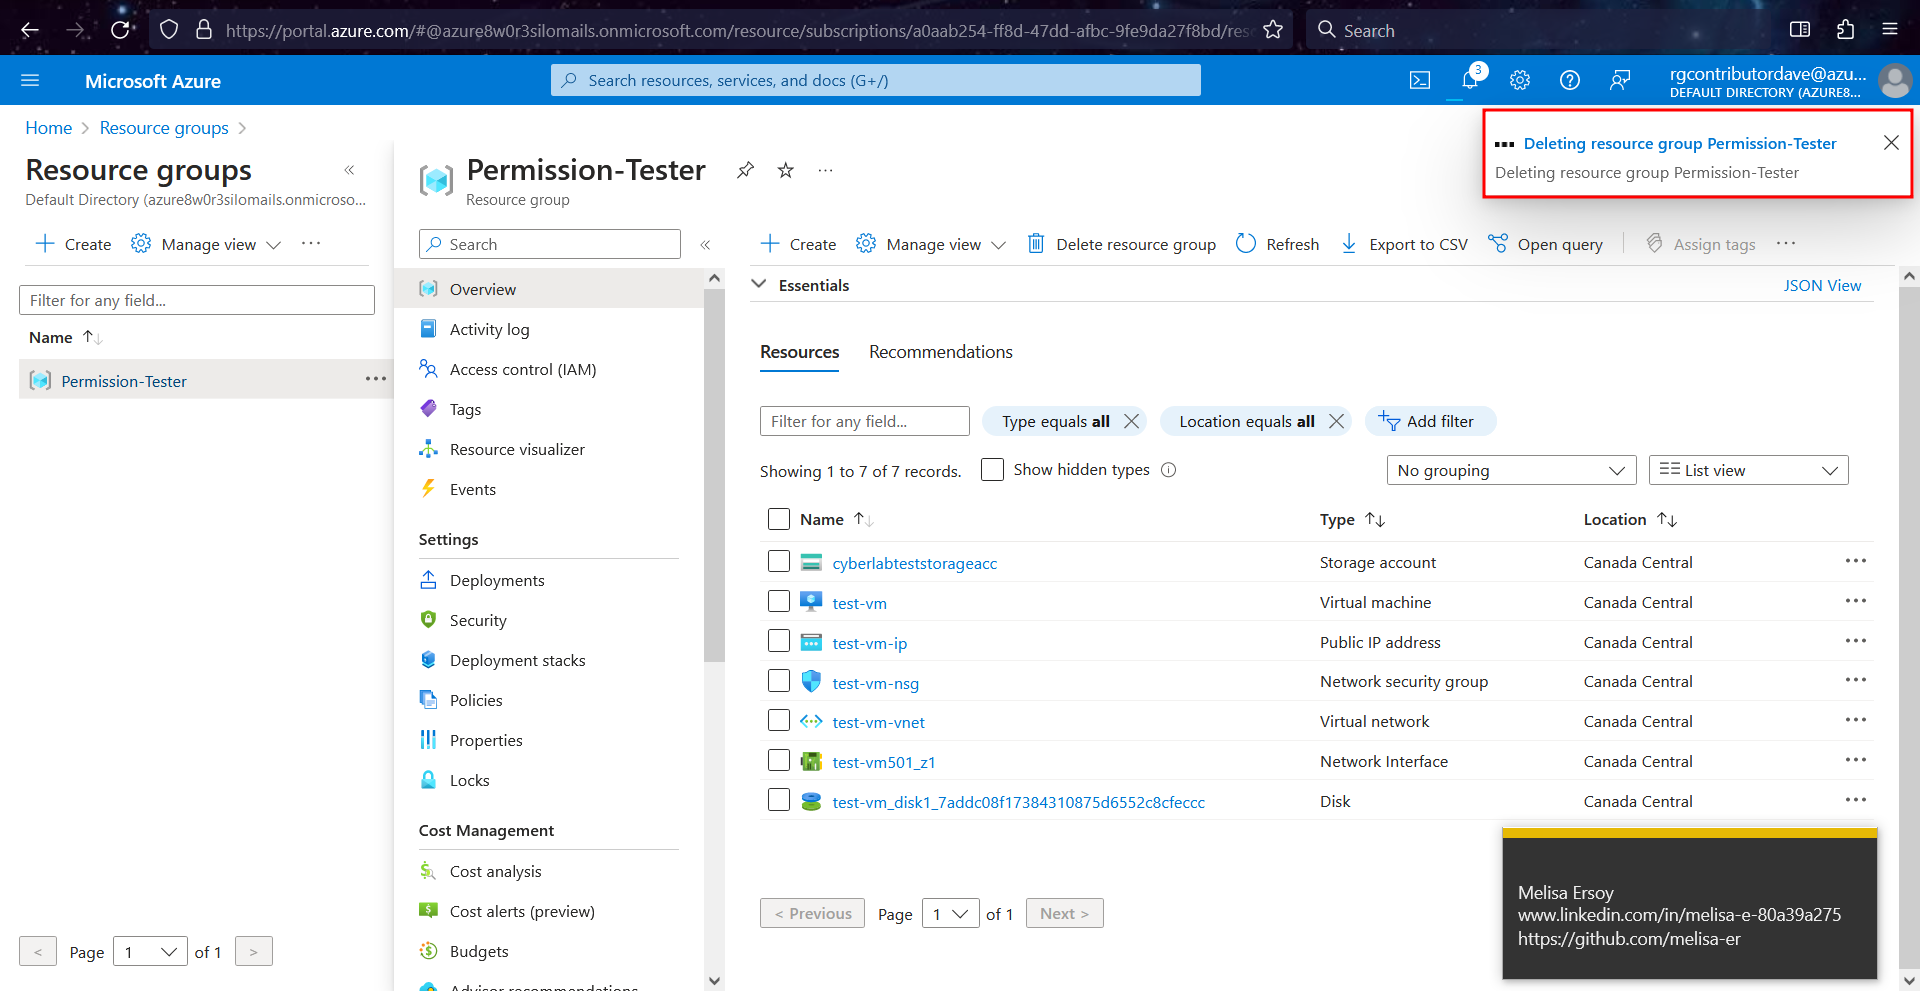 https://portal.azure.com/#@azure8w0r3silomails.onmicrosoft.com/resource/subscriptions/a0aab254-ff8d-47dd-afbc-9fe9da27f8bd/res
Search
Microsoft Azure
Search resources, services, and docs (G+/)
3
rgcontributordave@azu...
DEFAULT DIRECTORY (AZURE8...
Home > Resource groups >
Deleting resource group Permission-Tester
Deleting resource group Permission-Tester
Resource groups
«
Default Directory (azure8w0r3silomails.onmicroso...
Create
Manage view
...
Filter for any field...
Name
Permission-Tester
...
< Page 1 of 1 >
Permission-Tester
...
Resource group
Search
«
Overview
Activity log
Access control (IAM)
Tags
Resource visualizer
Events
Settings
Deployments
Security
Deployment stacks
Policies
Properties
Locks
Cost Management
Cost analysis
Cost alerts (preview)
Budgets
Advisor recommendations
Create
Manage view
Delete resource group
Refresh
Export to CSV
Open query
Assign tags
...
Essentials
JSON View
Resources
Recommendations
Filter for any field...
Type equals all
Location equals all
Add filter
Showing 1 to 7 of 7 records.
Show hidden types
No grouping
List view
Name Type Location
cyberlabteststorageacc Storage account Canada Central ...
test-vm Virtual machine Canada Central ...
test-vm-ip Public IP address Canada Central ...
test-vm-nsg Network security group Canada Central ...
test-vm-vnet Virtual network Canada Central ...
test-vm501_z1 Network Interface Canada Central ...
test-vm_disk1_7addc08f17384310875d6552c8cfeccc Disk Canada Central ...
< Previous Page 1 of 1 Next >
Melisa Ersoy
www.linkedin.com/in/melisa-e-80a39a275
https://github.com/melisa-er